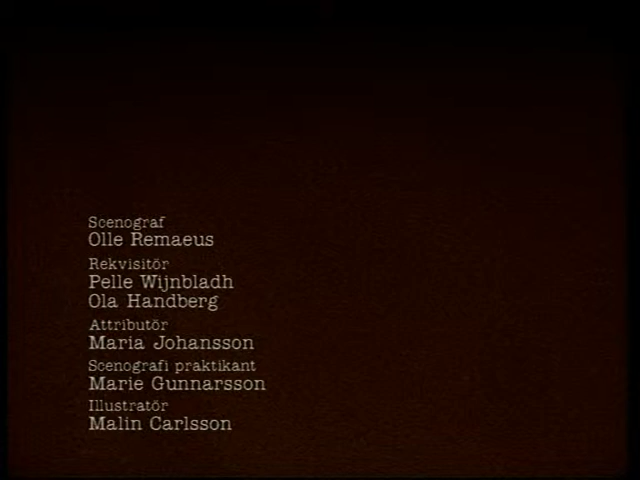 Scenograf
Olle Remaeus
Rekvisitör
Pelle Wijnbladh
Ola Handberg
Attributör
Maria Johansson
Scenografi praktikant
Marie Gunnarsson
Illustratör
Malin Carlsson